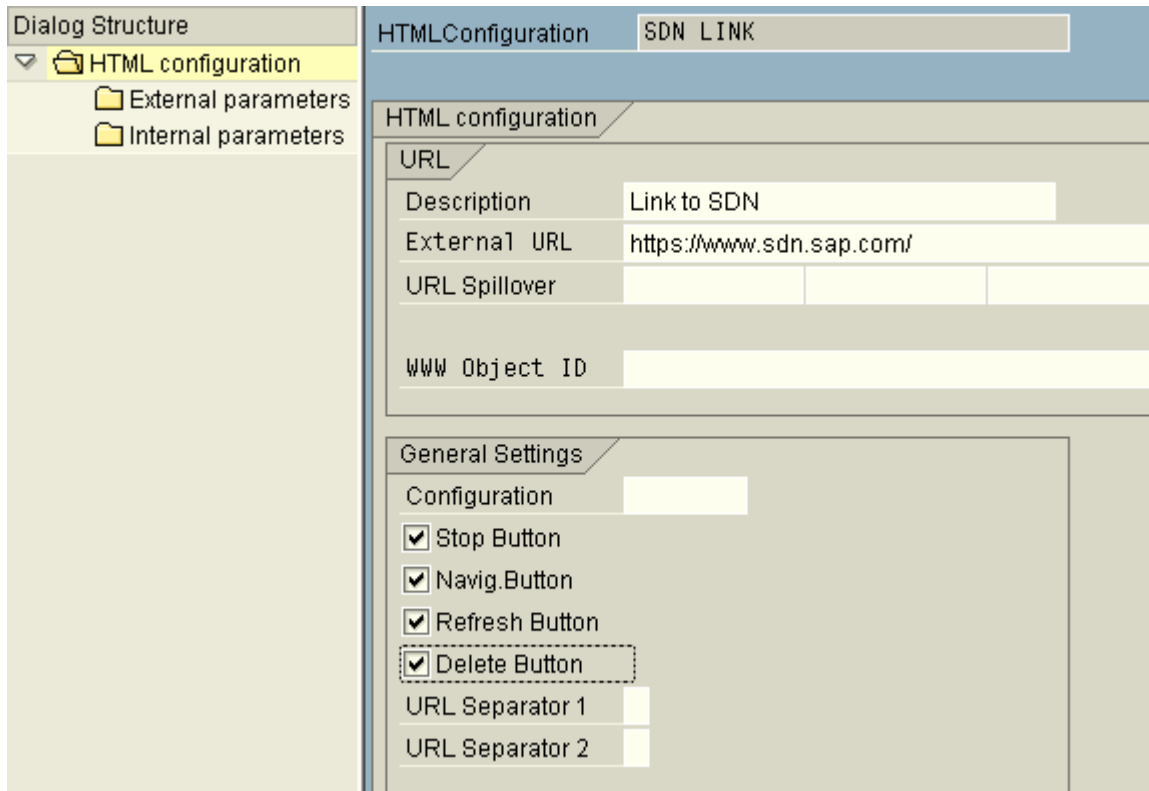 Dialog Structure
HTML configuration
External parameters
Internal parameters
HTMLConfiguration SDN LINK
HTML configuration
URL
Description Link to SDN
External URL https://www.sdn.sap.com/
URL Spillover
WWW Object ID
General Settings
Configuration
Stop Button
Navig.Button
Refresh Button
Delete Button
URL Separator 1
URL Separator 2